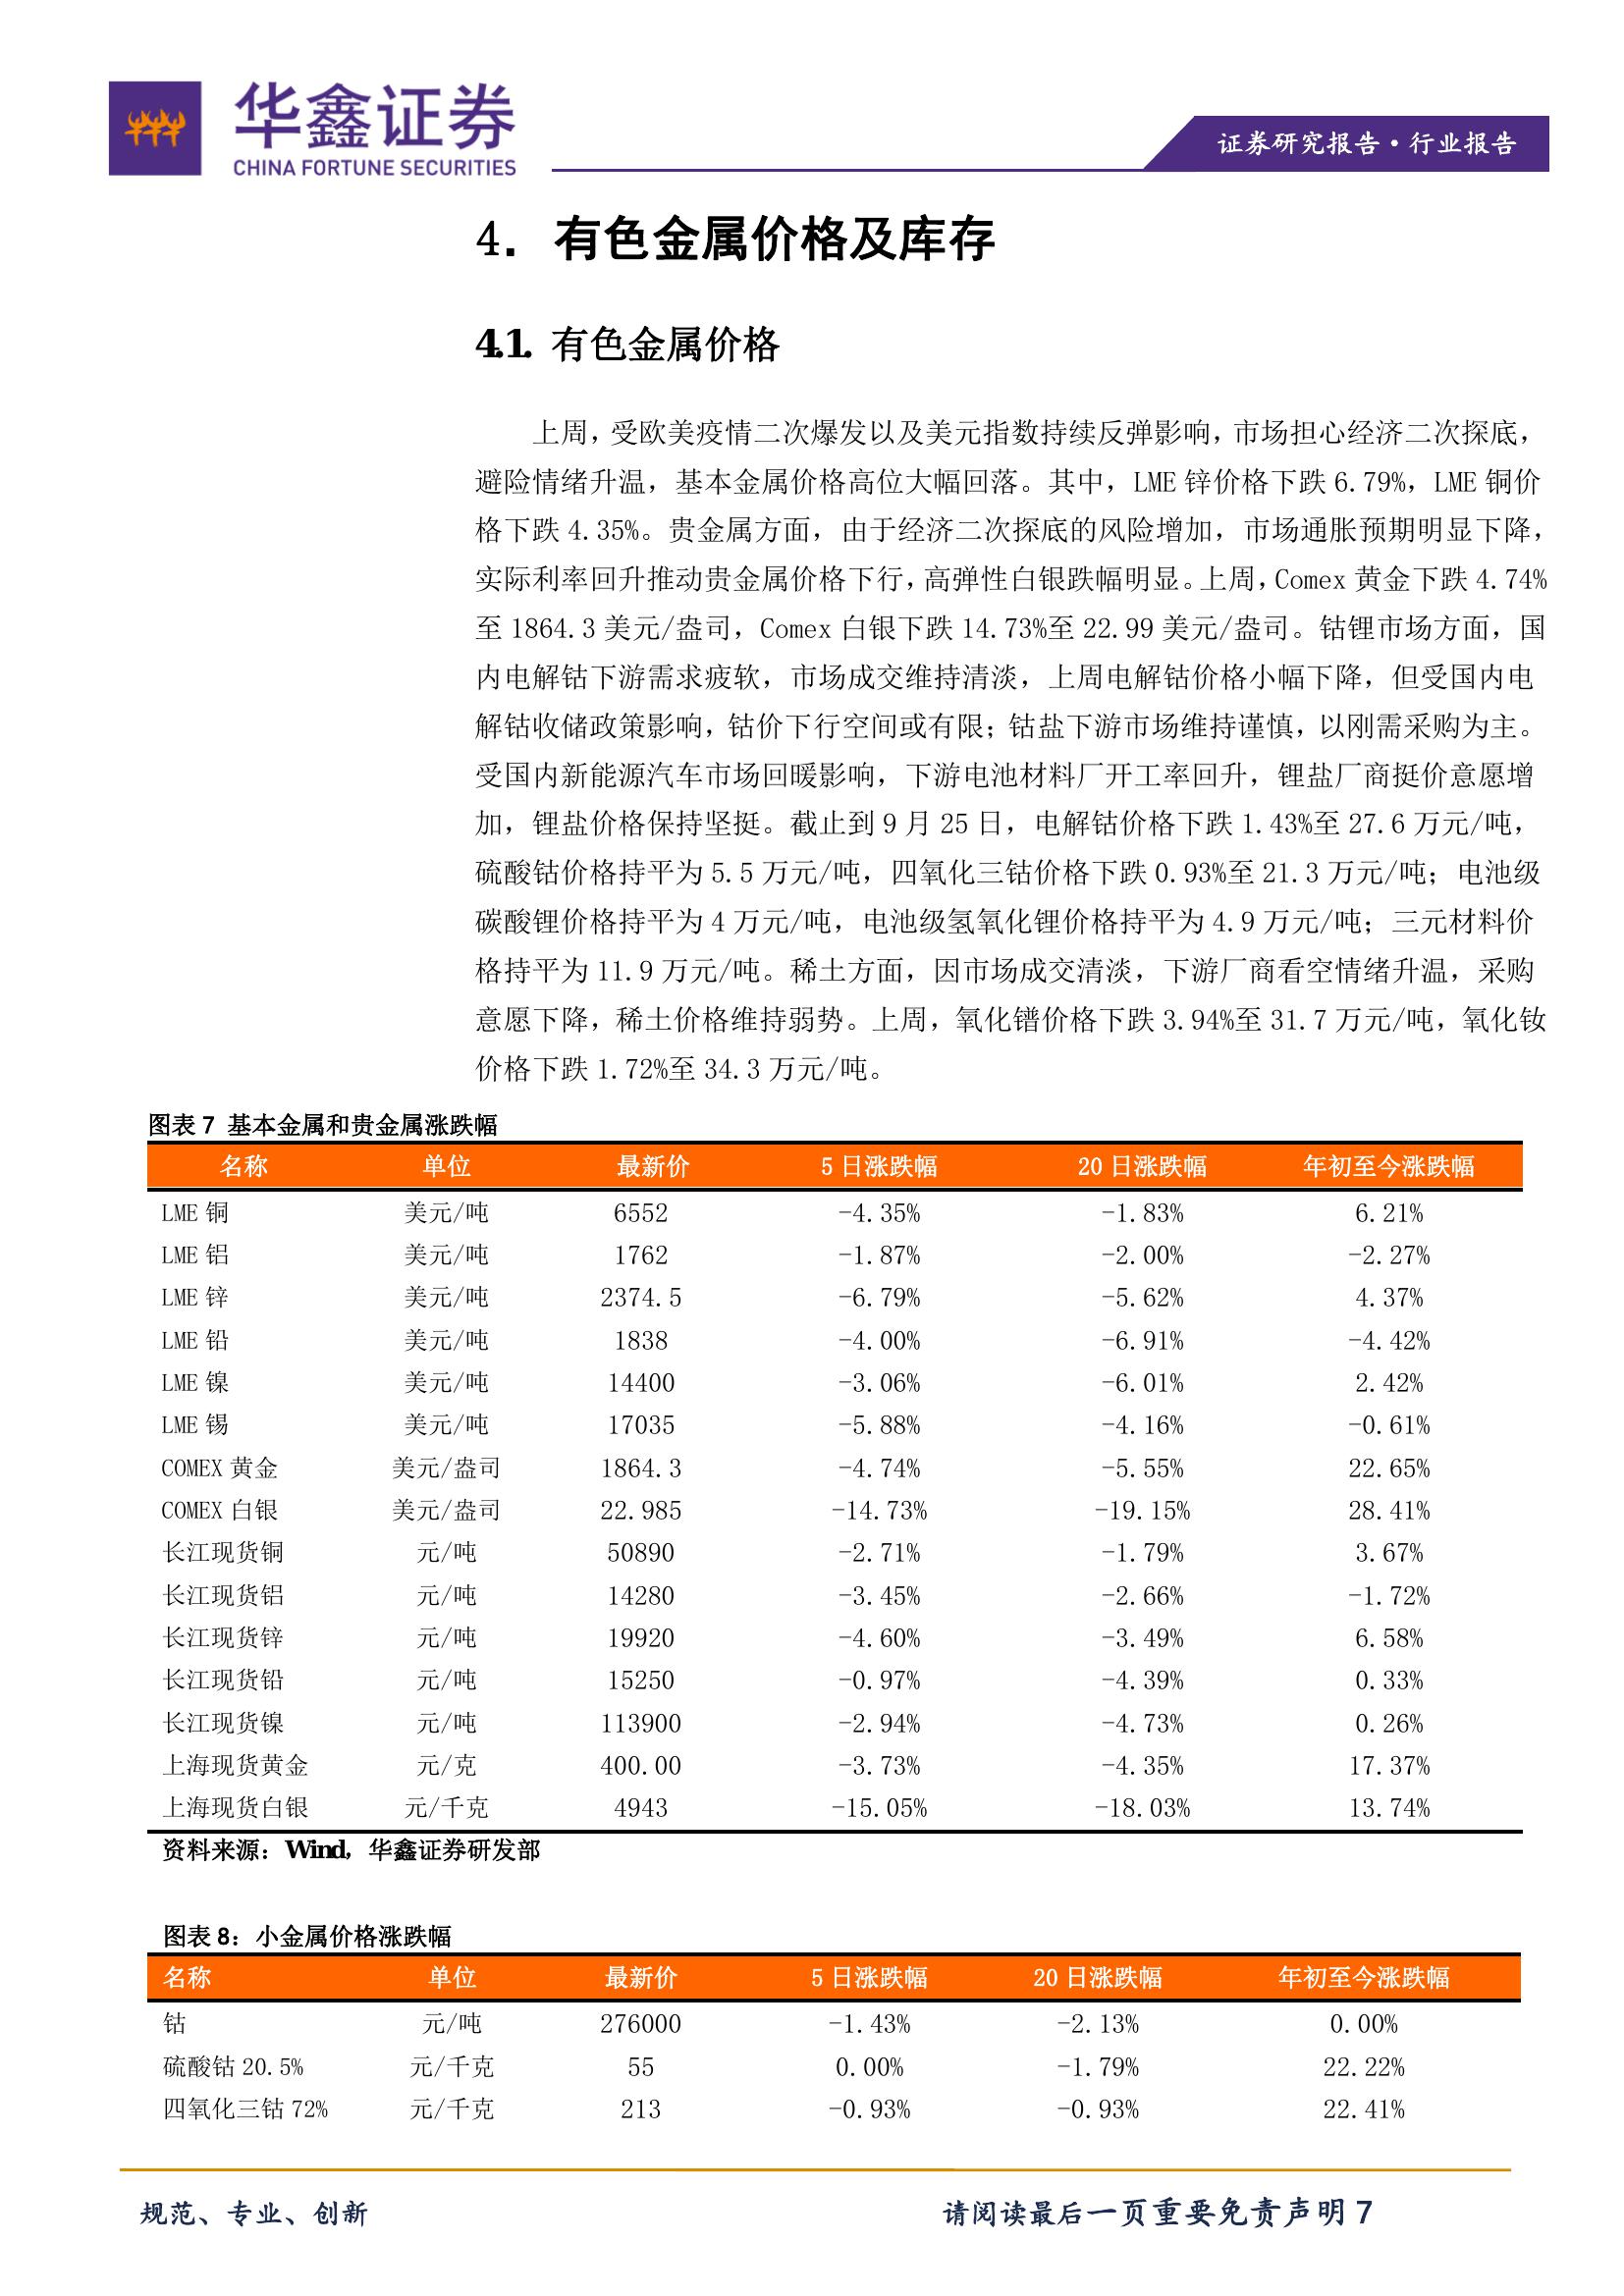 华鑫证券
CHINA FORTUNE SECURITIES
证券研究报告·行业报告
4. 有色金属价格及库存
4.1. 有色金属价格
上周，受欧美疫情二次爆发以及美元指数持续反弹影响，市场担心经济二次探底，
避险情绪升温，基本金属价格高位大幅回落。其中，LME 锌价格下跌 6.79%，LME 铜价
格下跌 4.35%。贵金属方面，由于经济二次探底的风险增加，市场通胀预期明显下降，
实际利率回升推动贵金属价格下行，高弹性白银跌幅明显。上周，Comex 黄金下跌 4.74%
至 1864.3 美元/盎司，Comex 白银下跌 14.73%至 22.99 美元/盎司。钴锂市场方面，国
内电解钴下游需求疲软，市场成交维持清淡，上周电解钴价格小幅下降，但受国内电
解钴收储政策影响，钴价下行空间或有限；钴盐下游市场维持谨慎，以刚需采购为主。
受国内新能源汽车市场回暖影响，下游电池材料厂开工率回升，锂盐厂商挺价意愿增
加，锂盐价格保持坚挺。截止到 9 月 25 日，电解钴价格下跌 1.43%至 27.6 万元/吨，
硫酸钴价格持平为 5.5 万元/吨，四氧化三钴价格下跌 0.93%至 21.3 万元/吨；电池级
碳酸锂价格持平为 4 万元/吨，电池级氢氧化锂价格持平为 4.9 万元/吨；三元材料价
格持平为 11.9 万元/吨。稀土方面，因市场成交清淡，下游厂商看空情绪升温，采购
意愿下降，稀土价格维持弱势。上周，氧化镨价格下跌 3.94%至 31.7 万元/吨，氧化钕
价格下跌 1.72%至 34.3 万元/吨。
图表 7 基本金属和贵金属涨跌幅
名称 单位 最新价 5 日涨跌幅 20 日涨跌幅 年初至今涨跌幅
LME 铜 美元/吨 6552 -4.35% -1.83% 6.21%
LME 铝 美元/吨 1762 -1.87% -2.00% -2.27%
LME 锌 美元/吨 2374.5 -6.79% -5.62% 4.37%
LME 铅 美元/吨 1838 -4.00% -6.91% -4.42%
LME 镍 美元/吨 14400 -3.06% -6.01% 2.42%
LME 锡 美元/吨 17035 -5.88% -4.16% -0.61%
COMEX 黄金 美元/盎司 1864.3 -4.74% -5.55% 22.65%
COMEX 白银 美元/盎司 22.985 -14.73% -19.15% 28.41%
长江现货铜 元/吨 50890 -2.71% -1.79% 3.67%
长江现货铝 元/吨 14280 -3.45% -2.66% -1.72%
长江现货锌 元/吨 19920 -4.60% -3.49% 6.58%
长江现货铅 元/吨 15250 -0.97% -4.39% 0.33%
长江现货镍 元/吨 113900 -2.94% -4.73% 0.26%
上海现货黄金 元/克 400.00 -3.73% -4.35% 17.37%
上海现货白银 元/千克 4943 -15.05% -18.03% 13.74%
资料来源：Wind，华鑫证券研发部
图表 8：小金属价格涨跌幅
名称 单位 最新价 5 日涨跌幅 20 日涨跌幅 年初至今涨跌幅
钴 元/吨 276000 -1.43% -2.13% 0.00%
硫酸钴 20.5% 元/千克 55 0.00% -1.79% 22.22%
四氧化三钴 72% 元/千克 213 -0.93% -0.93% 22.41%
规范、专业、创新 请阅读最后一页重要免责声明 7